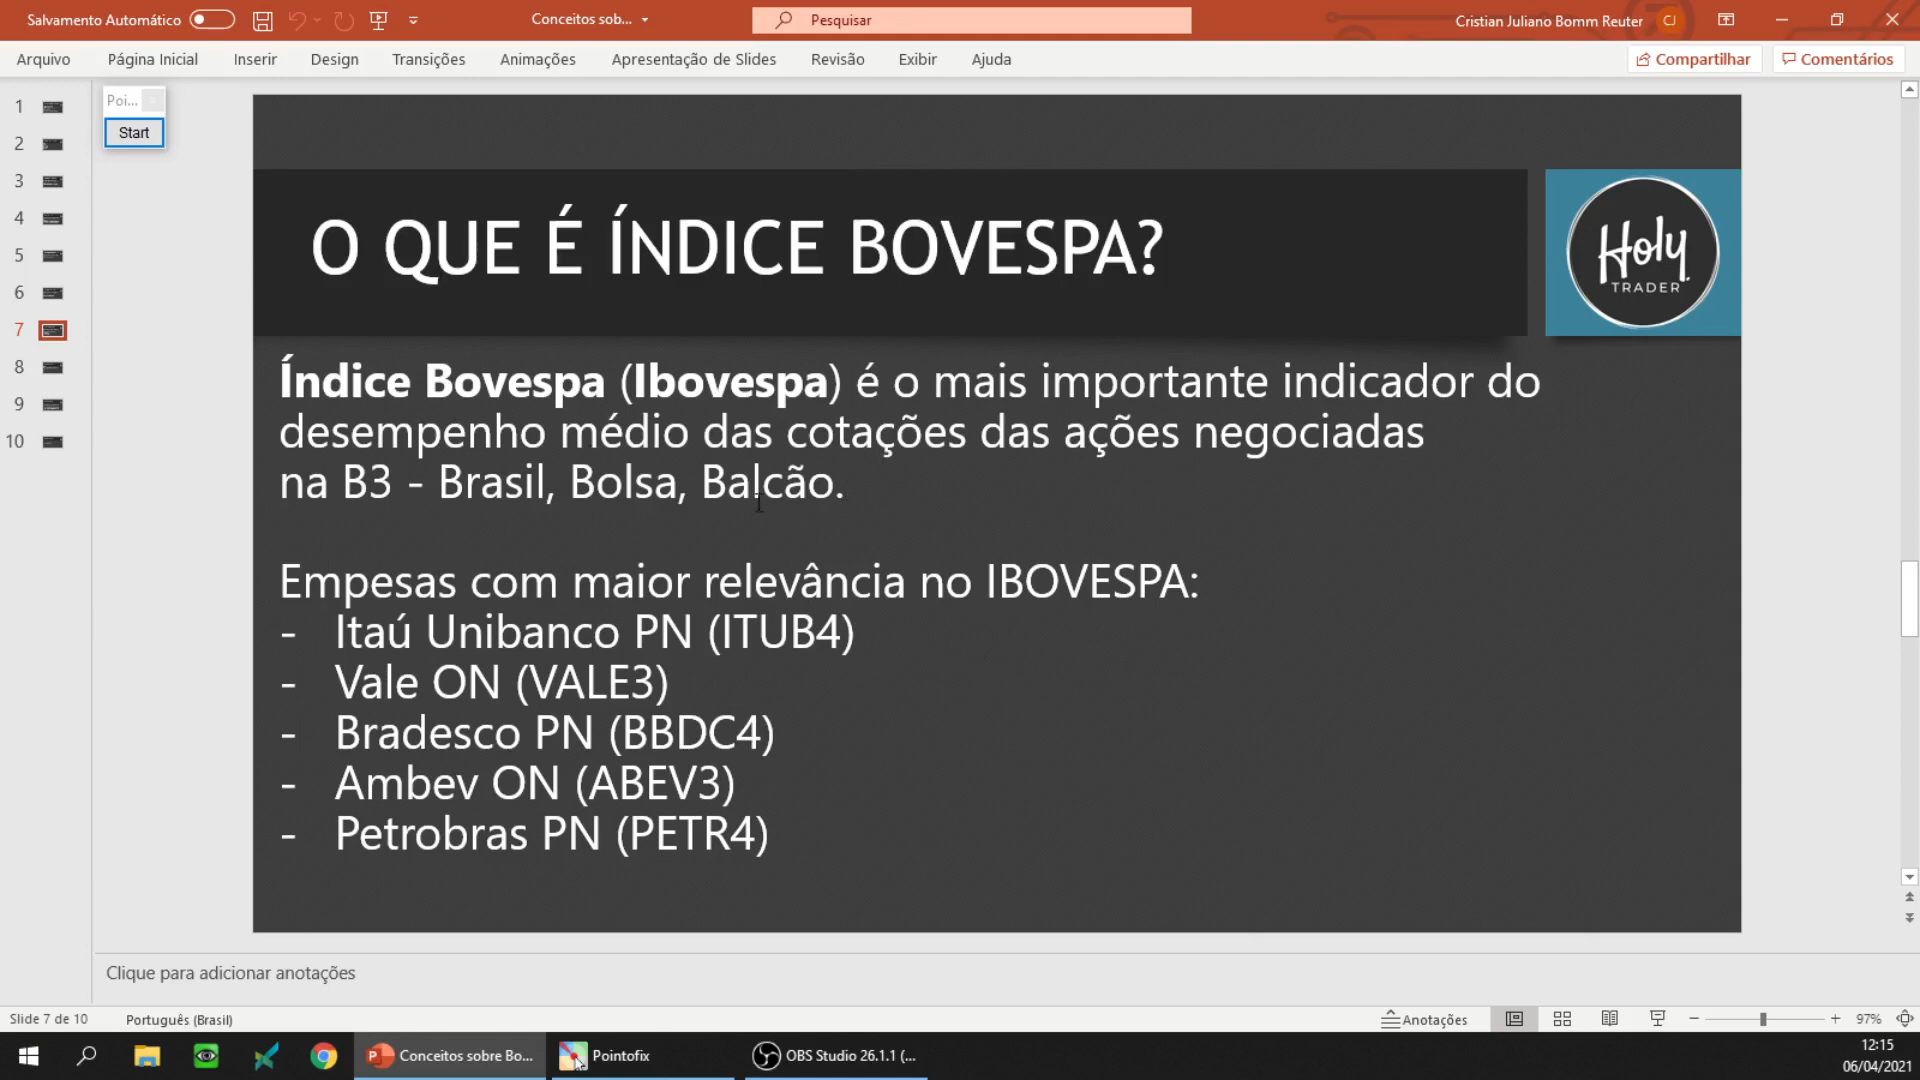 Salvamento Automático
Conceitos sob...
Pesquisar
Cristian Juliano Bomm Reuter
CJ
Arquivo
Página Inicial
Inserir
Design
Transições
Animações
Apresentação de Slides
Revisão
Exibir
Ajuda
Compartilhar
Comentários
1
2
3
4
5
6
7
8
9
10
Poi...
Start
O QUE É ÍNDICE BOVESPA?
Holy
TRADER
Índice Bovespa (Ibovespa) é o mais importante indicador do
desempenho médio das cotações das ações negociadas
na B3 - Brasil, Bolsa, Balcão.
Empesas com maior relevância no IBOVESPA:
- Itaú Unibanco PN (ITUB4)
- Vale ON (VALE3)
- Bradesco PN (BBDC4)
- Ambev ON (ABEV3)
- Petrobras PN (PETR4)
Clique para adicionar anotações
Slide 7 de 10
Português (Brasil)
Anotações
97%
Conceitos sobre Bo...
Pointofix
OBS Studio 26.1.1 (...
12:15
06/04/2021